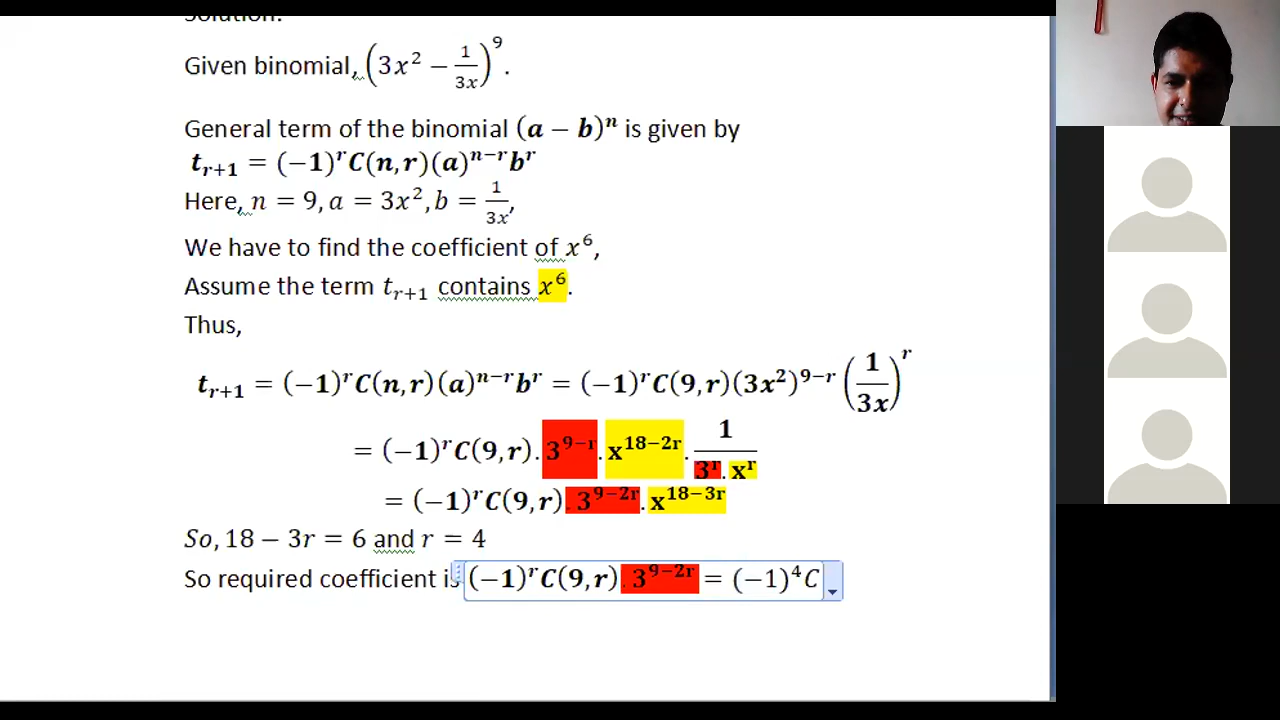 Solution:
Given binomial, (3x² − 1/3x)⁹.
General term of the binomial (a − b)ⁿ is given by
tᵣ₊₁ = (−1)ʳC(n, r)(a)ⁿ⁻ʳbʳ
Here, n = 9, a = 3x², b = 1/3x,
We have to find the coefficient of x⁶,
Assume the term tᵣ₊₁ contains x⁶.
Thus,
tᵣ₊₁ = (−1)ʳC(n, r)(a)ⁿ⁻ʳbʳ = (−1)ʳC(9, r)(3x²)⁹⁻ʳ (1/3x)ʳ
= (−1)ʳC(9, r). 3⁹⁻ʳ. x¹⁸⁻²ʳ. 1/3ʳ.xʳ
= (−1)ʳC(9, r). 3⁹⁻²ʳ. x¹⁸⁻³ʳ
So, 18 − 3r = 6 and r = 4
So required coefficient is (−1)ʳC(9, r). 3⁹⁻²ʳ = (−1)⁴C